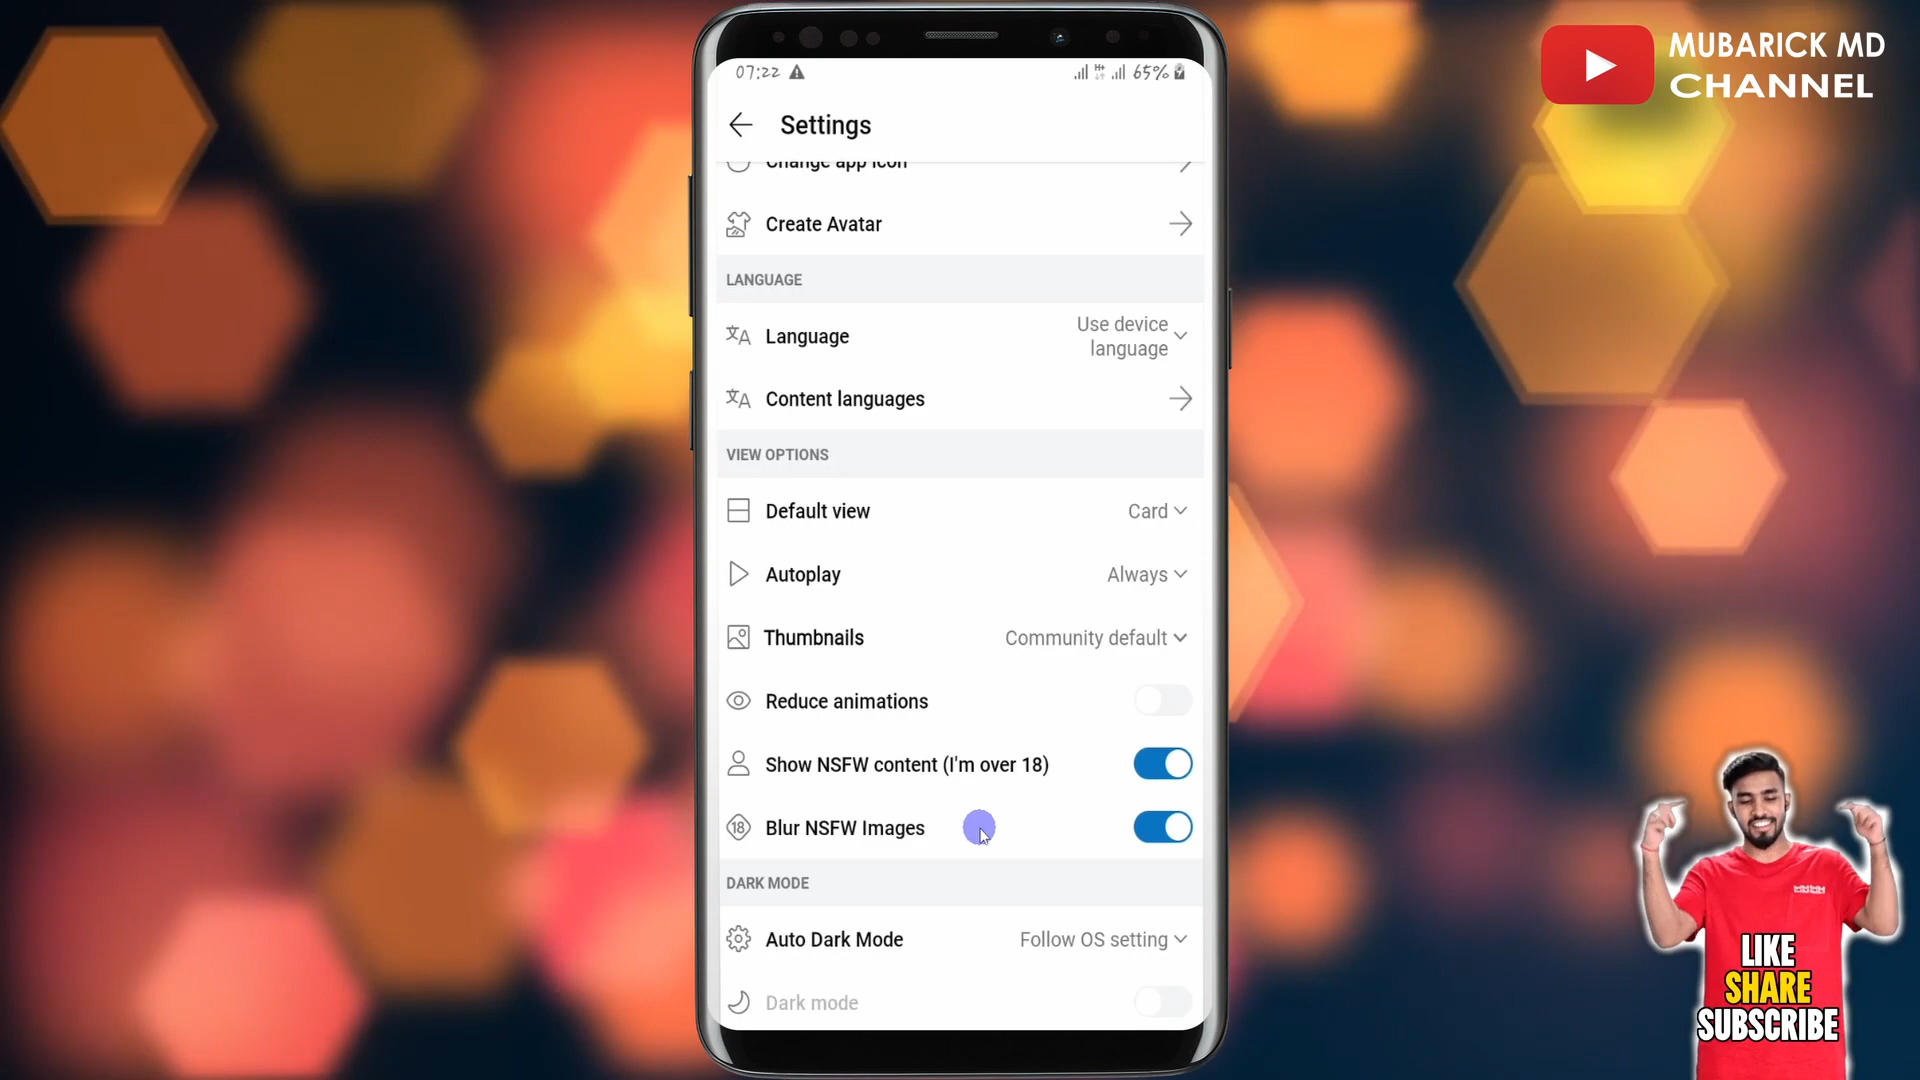 MUBARICK MD
CHANNEL
07:22
65%
Settings
Change app icon
Create Avatar
LANGUAGE
Language
Use device
language
Content languages
VIEW OPTIONS
Default view
Card
Autoplay
Always
Thumbnails
Community default
Reduce animations
Show NSFW content (I'm over 18)
18
Blur NSFW Images
DARK MODE
Auto Dark Mode
Follow OS setting
Dark mode
LIKE
SHARE
SUBSCRIBE